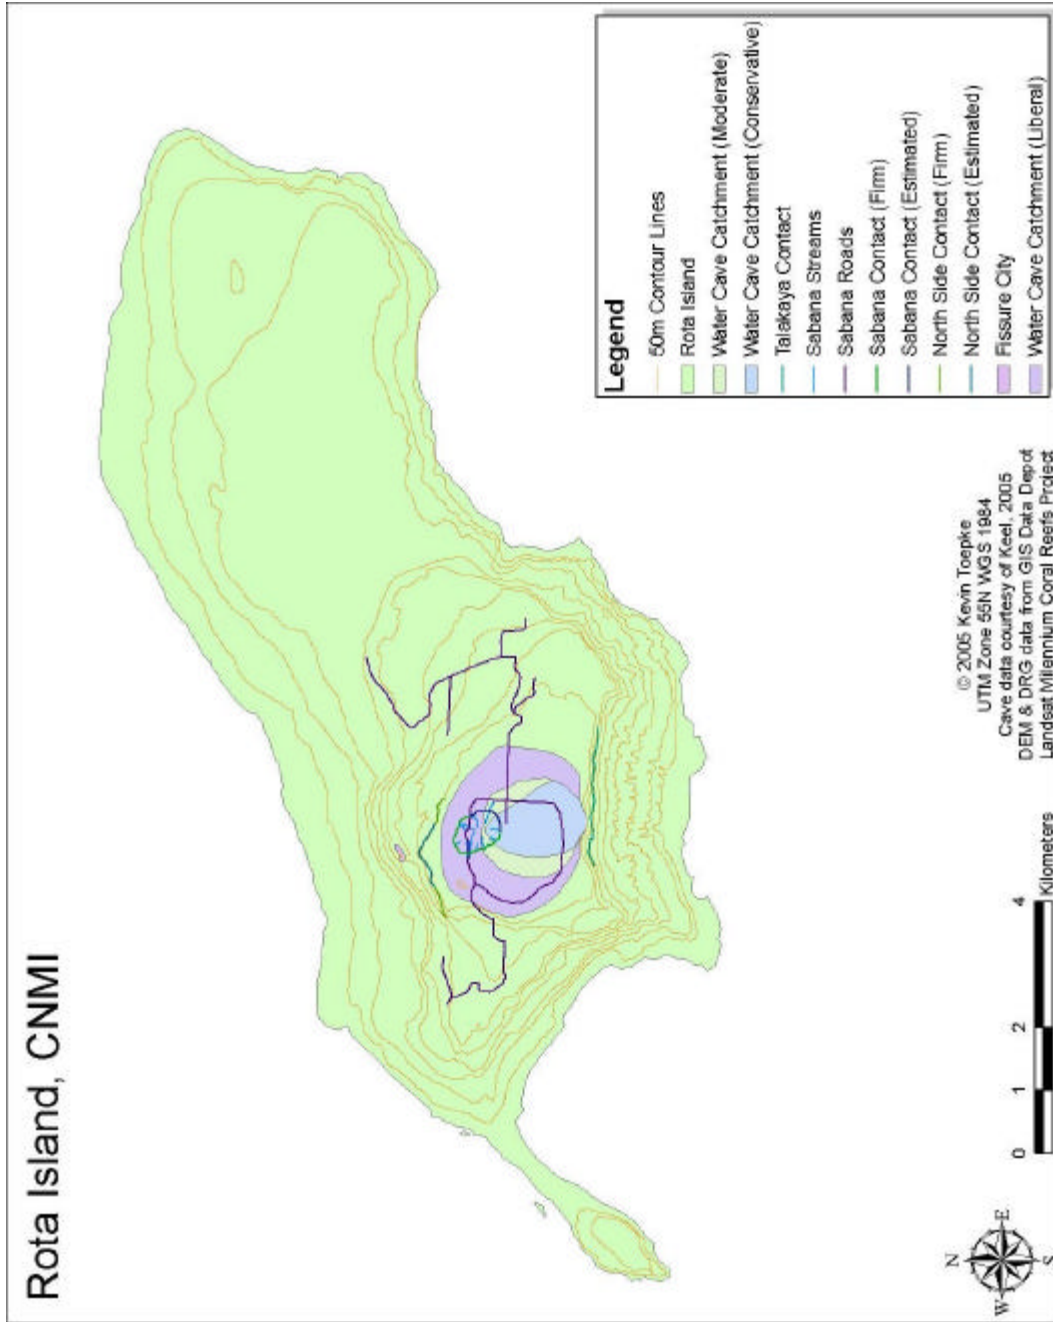 Rota Island, CNMI
Legend
50m Contour Lines
Rota Island
Water Cave Catchment (Moderate)
Water Cave Catchment (Conservative)
Talakaya Contact
Sabana Streams
Sabana Roads
Sabana Contact (Firm)
Sabana Contact (Estimated)
North Side Contact (Firm)
North Side Contact (Estimated)
Fissure City
Water Cave Catchment (Liberal)
© 2005 Kevin Toepke
UTM Zone 55N WGS 1984
Cave data courtesy of Keel, 2005
DEM & DRG data from GIS Data Depot
Landsat Milennium Coral Reefs Project
0 1 2 4
Kilometers
N
W E
S